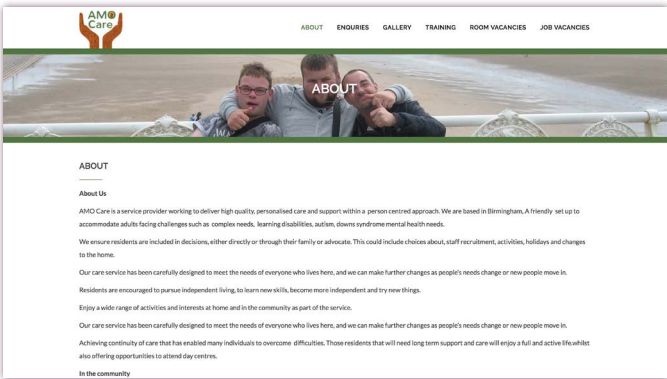 AMO
Care
ABOUT ENQURIES GALLERY TRAINING ROOM VACANCIES JOB VACANCIES
ABOUT
ABOUT
About Us
AMO Care is a service provider working to deliver high quality, personalised care and support within a person centred approach. We are based in Birmingham, A friendly set up to
accommodate adults facing challenges such as complex needs, learning disabilities, autism, downs syndrome mental health needs.
We ensure residents are included in decisions, either directly or through their family or advocate. This could include choices about, staff recruitment, activities, holidays and changes
to the home.
Our care service has been carefully designed to meet the needs of everyone who lives here, and we can make further changes as people's needs change or new people move in.
Residents are encouraged to pursue independent living, to learn new skills, become more independent and try new things.
Enjoy a wide range of activities and interests at home and in the community as part of the service.
Our care service has been carefully designed to meet the needs of everyone who lives here, and we can make further changes as people's needs change or new people move in.
Achieving continuity of care that has enabled many individuals to overcome difficulties. Those residents that will need long term support and care will enjoy a full and active life.whilst
also offering opportunities to attend day centres.
In the community